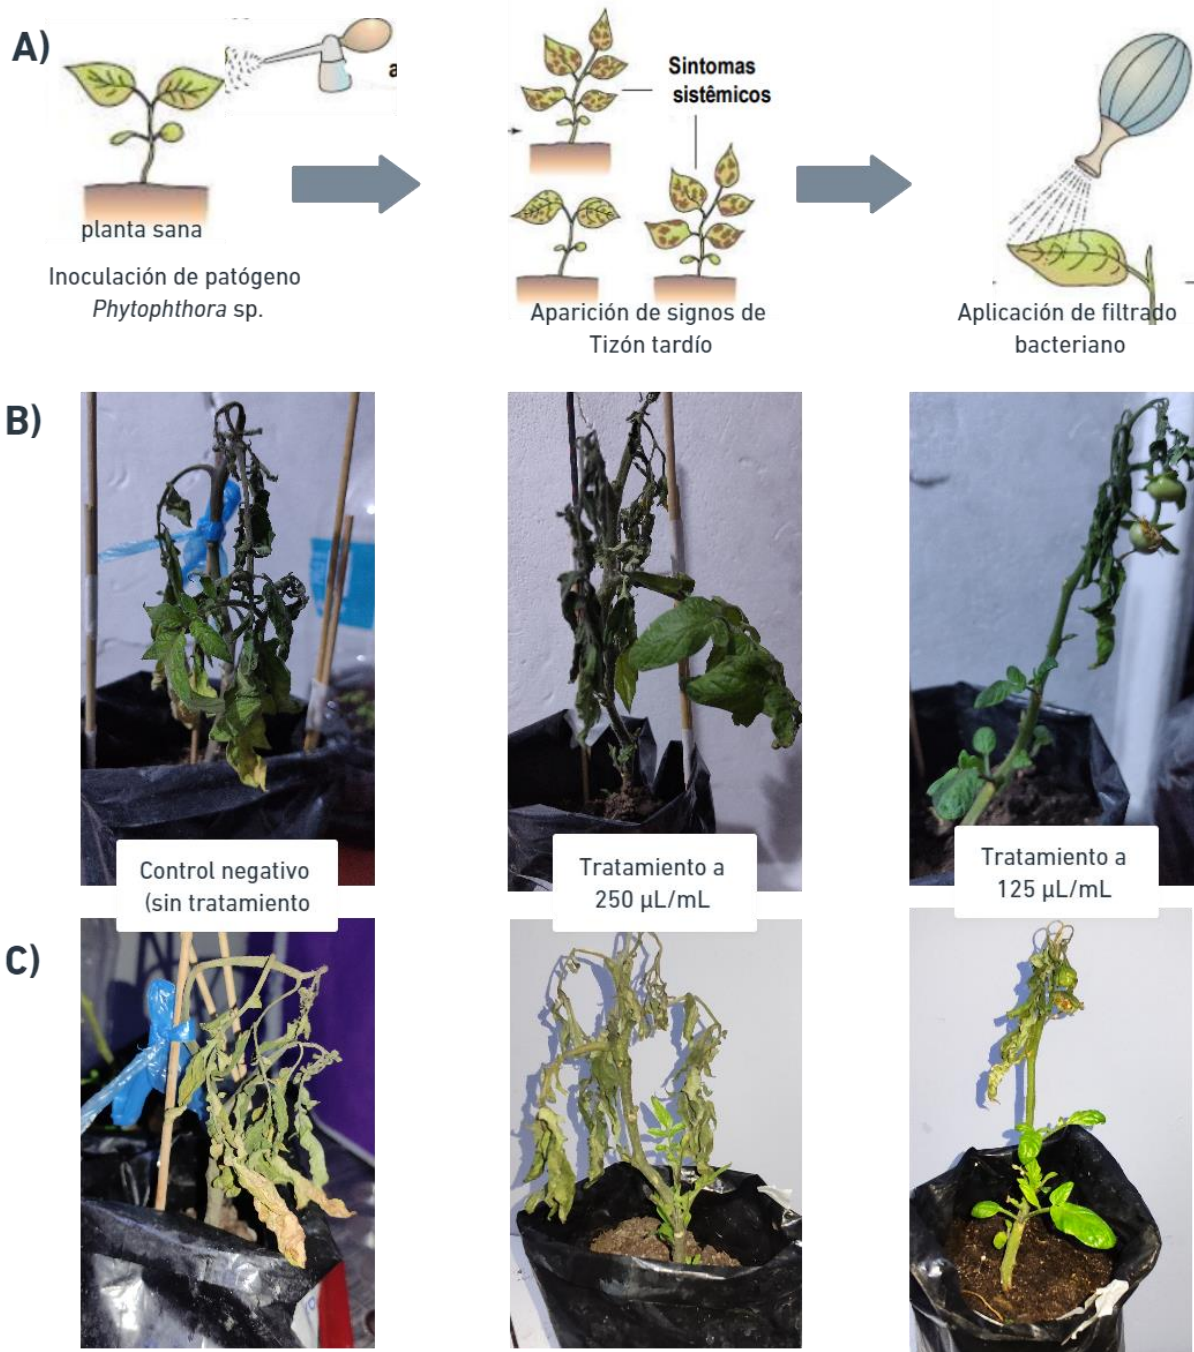 A)
a
Sintomas
sistêmicos
planta sana
Inoculación de patógeno
Phytophthora sp.
Aparición de signos de
Tizón tardío
Aplicación de filtrado
bacteriano
B)
Control negativo
(sin tratamiento
Tratamiento a
250 µL/mL
Tratamiento a
125 µL/mL
C)